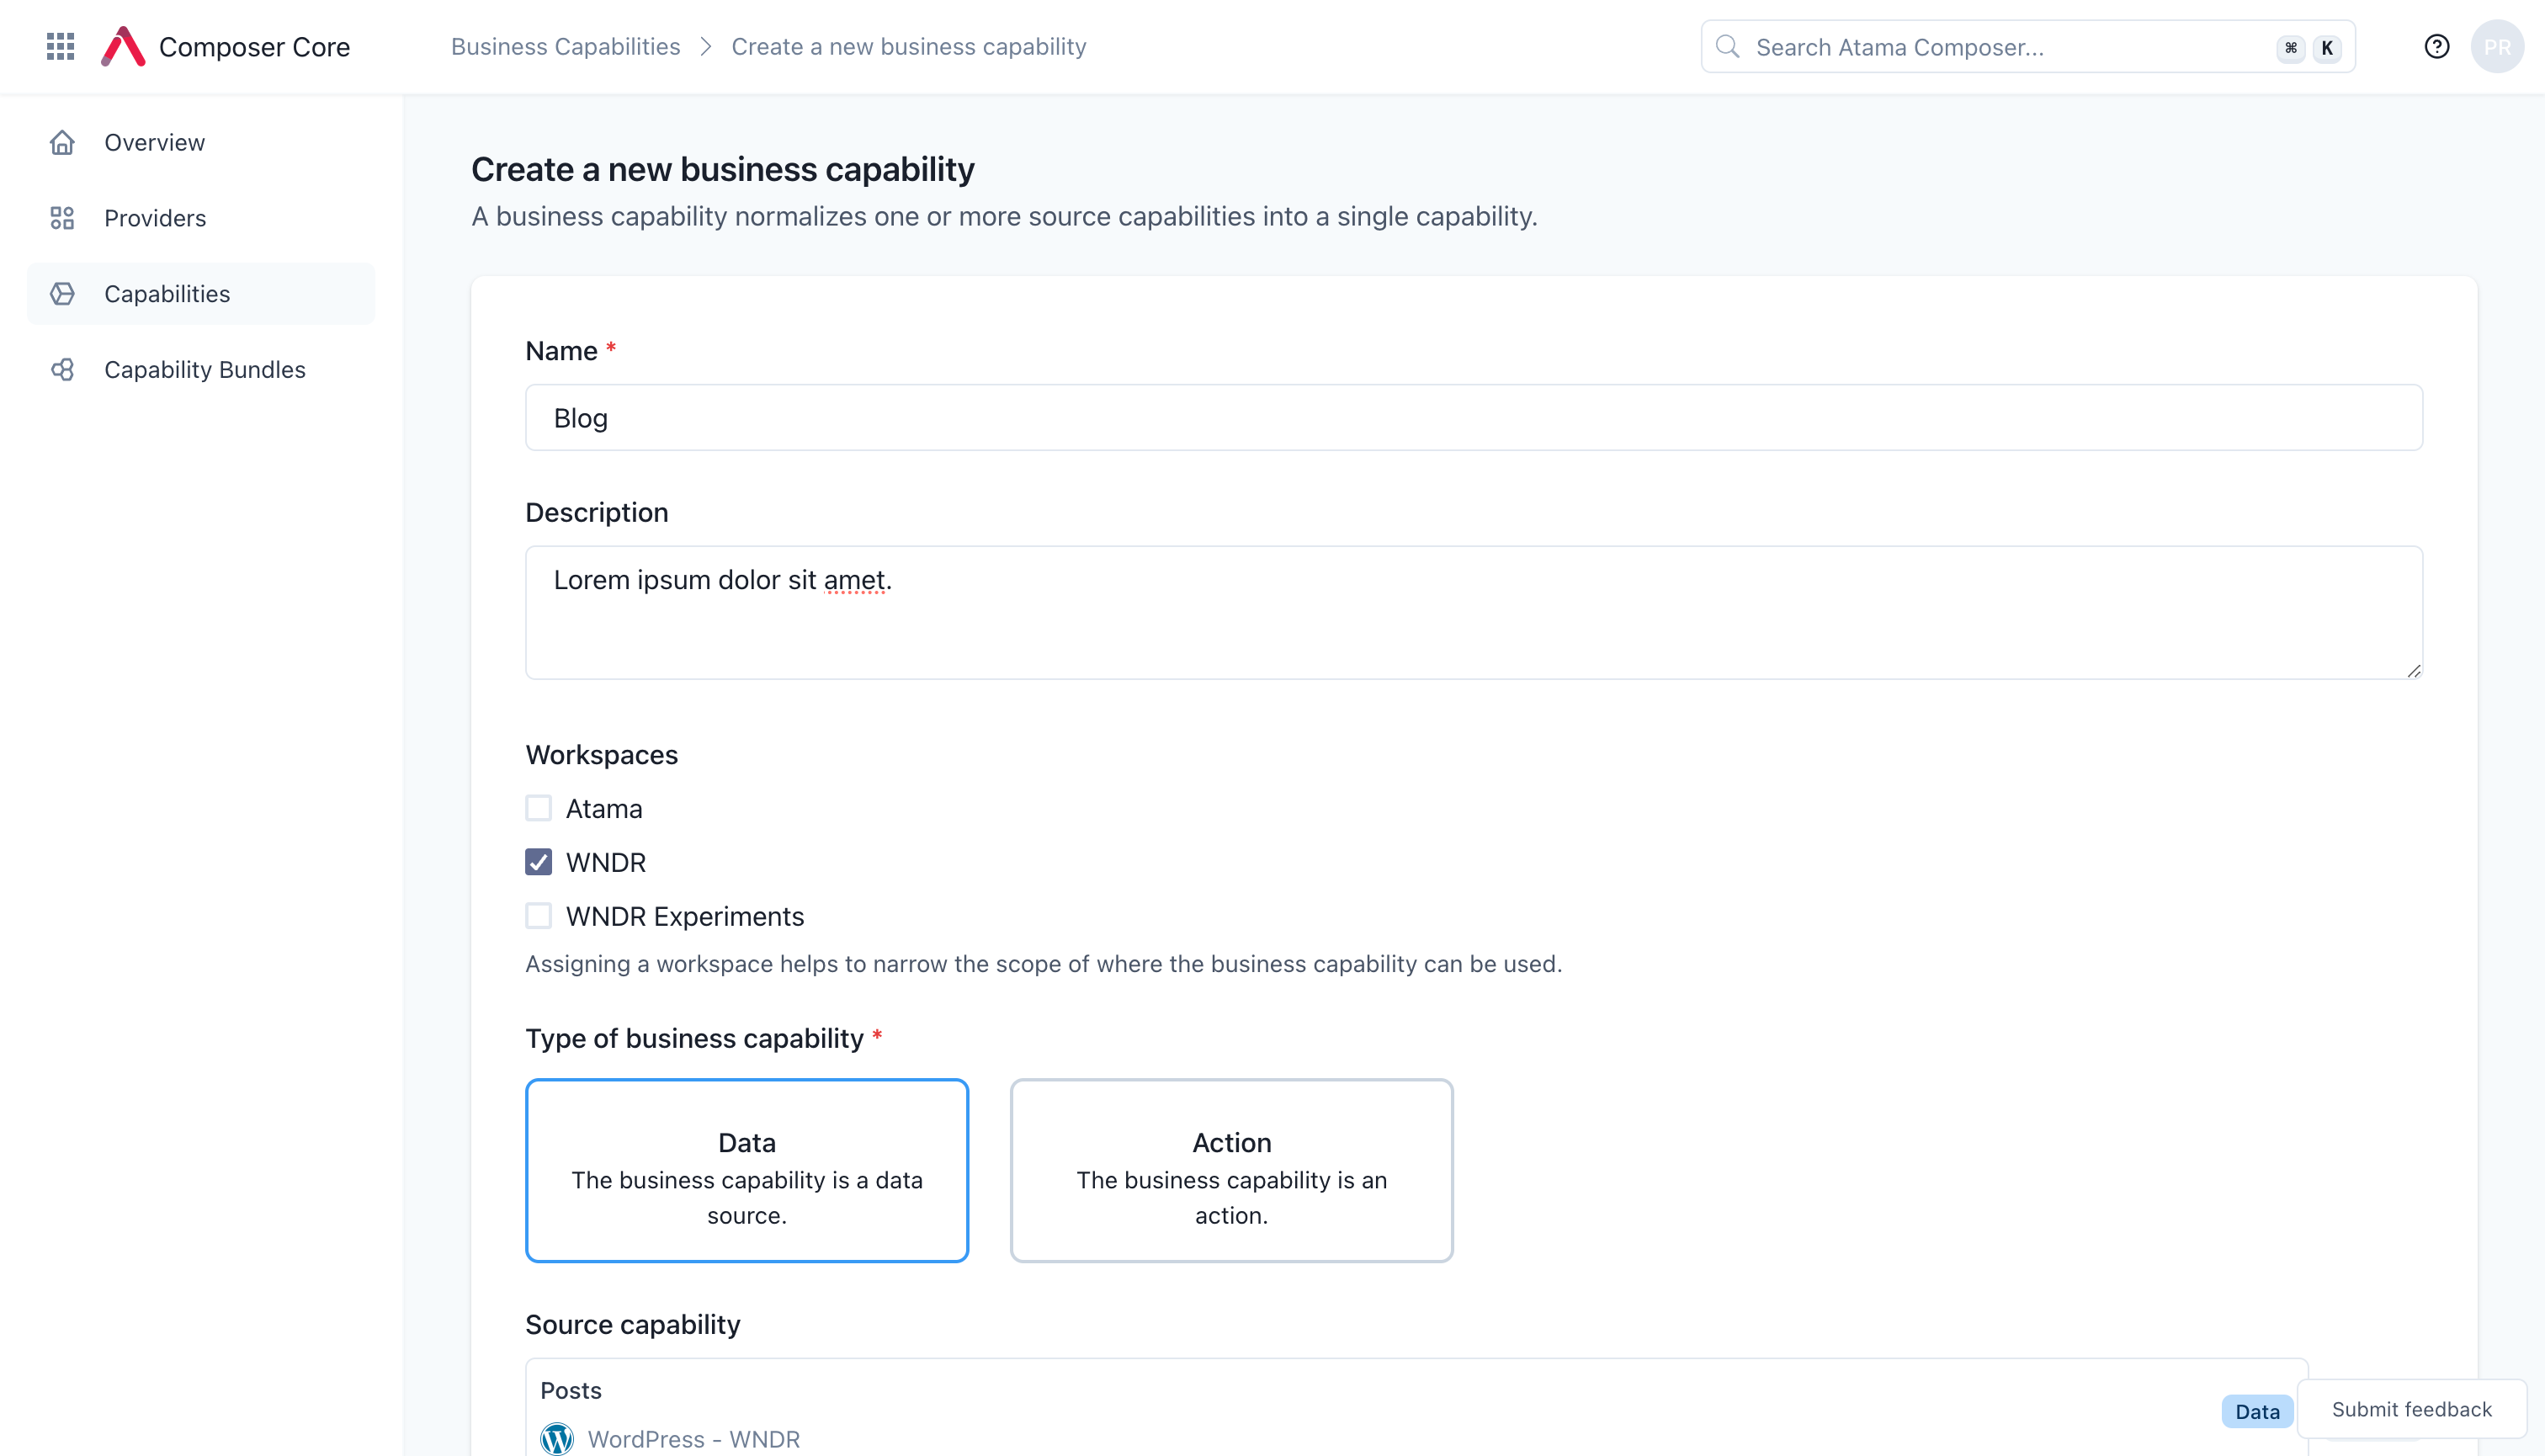 Composer Core
Business Capabilities > Create a new business capability
Search Atama Composer...
⌘ K
PR
Overview
Providers
Capabilities
Capability Bundles
Create a new business capability
A business capability normalizes one or more source capabilities into a single capability.
Name *
Blog
Description
Lorem ipsum dolor sit amet.
Workspaces
Atama
WNDR
WNDR Experiments
Assigning a workspace helps to narrow the scope of where the business capability can be used.
Type of business capability *
Data
The business capability is a data
source.
Action
The business capability is an
action.
Source capability
Posts
WordPress - WNDR
Data
Submit feedback